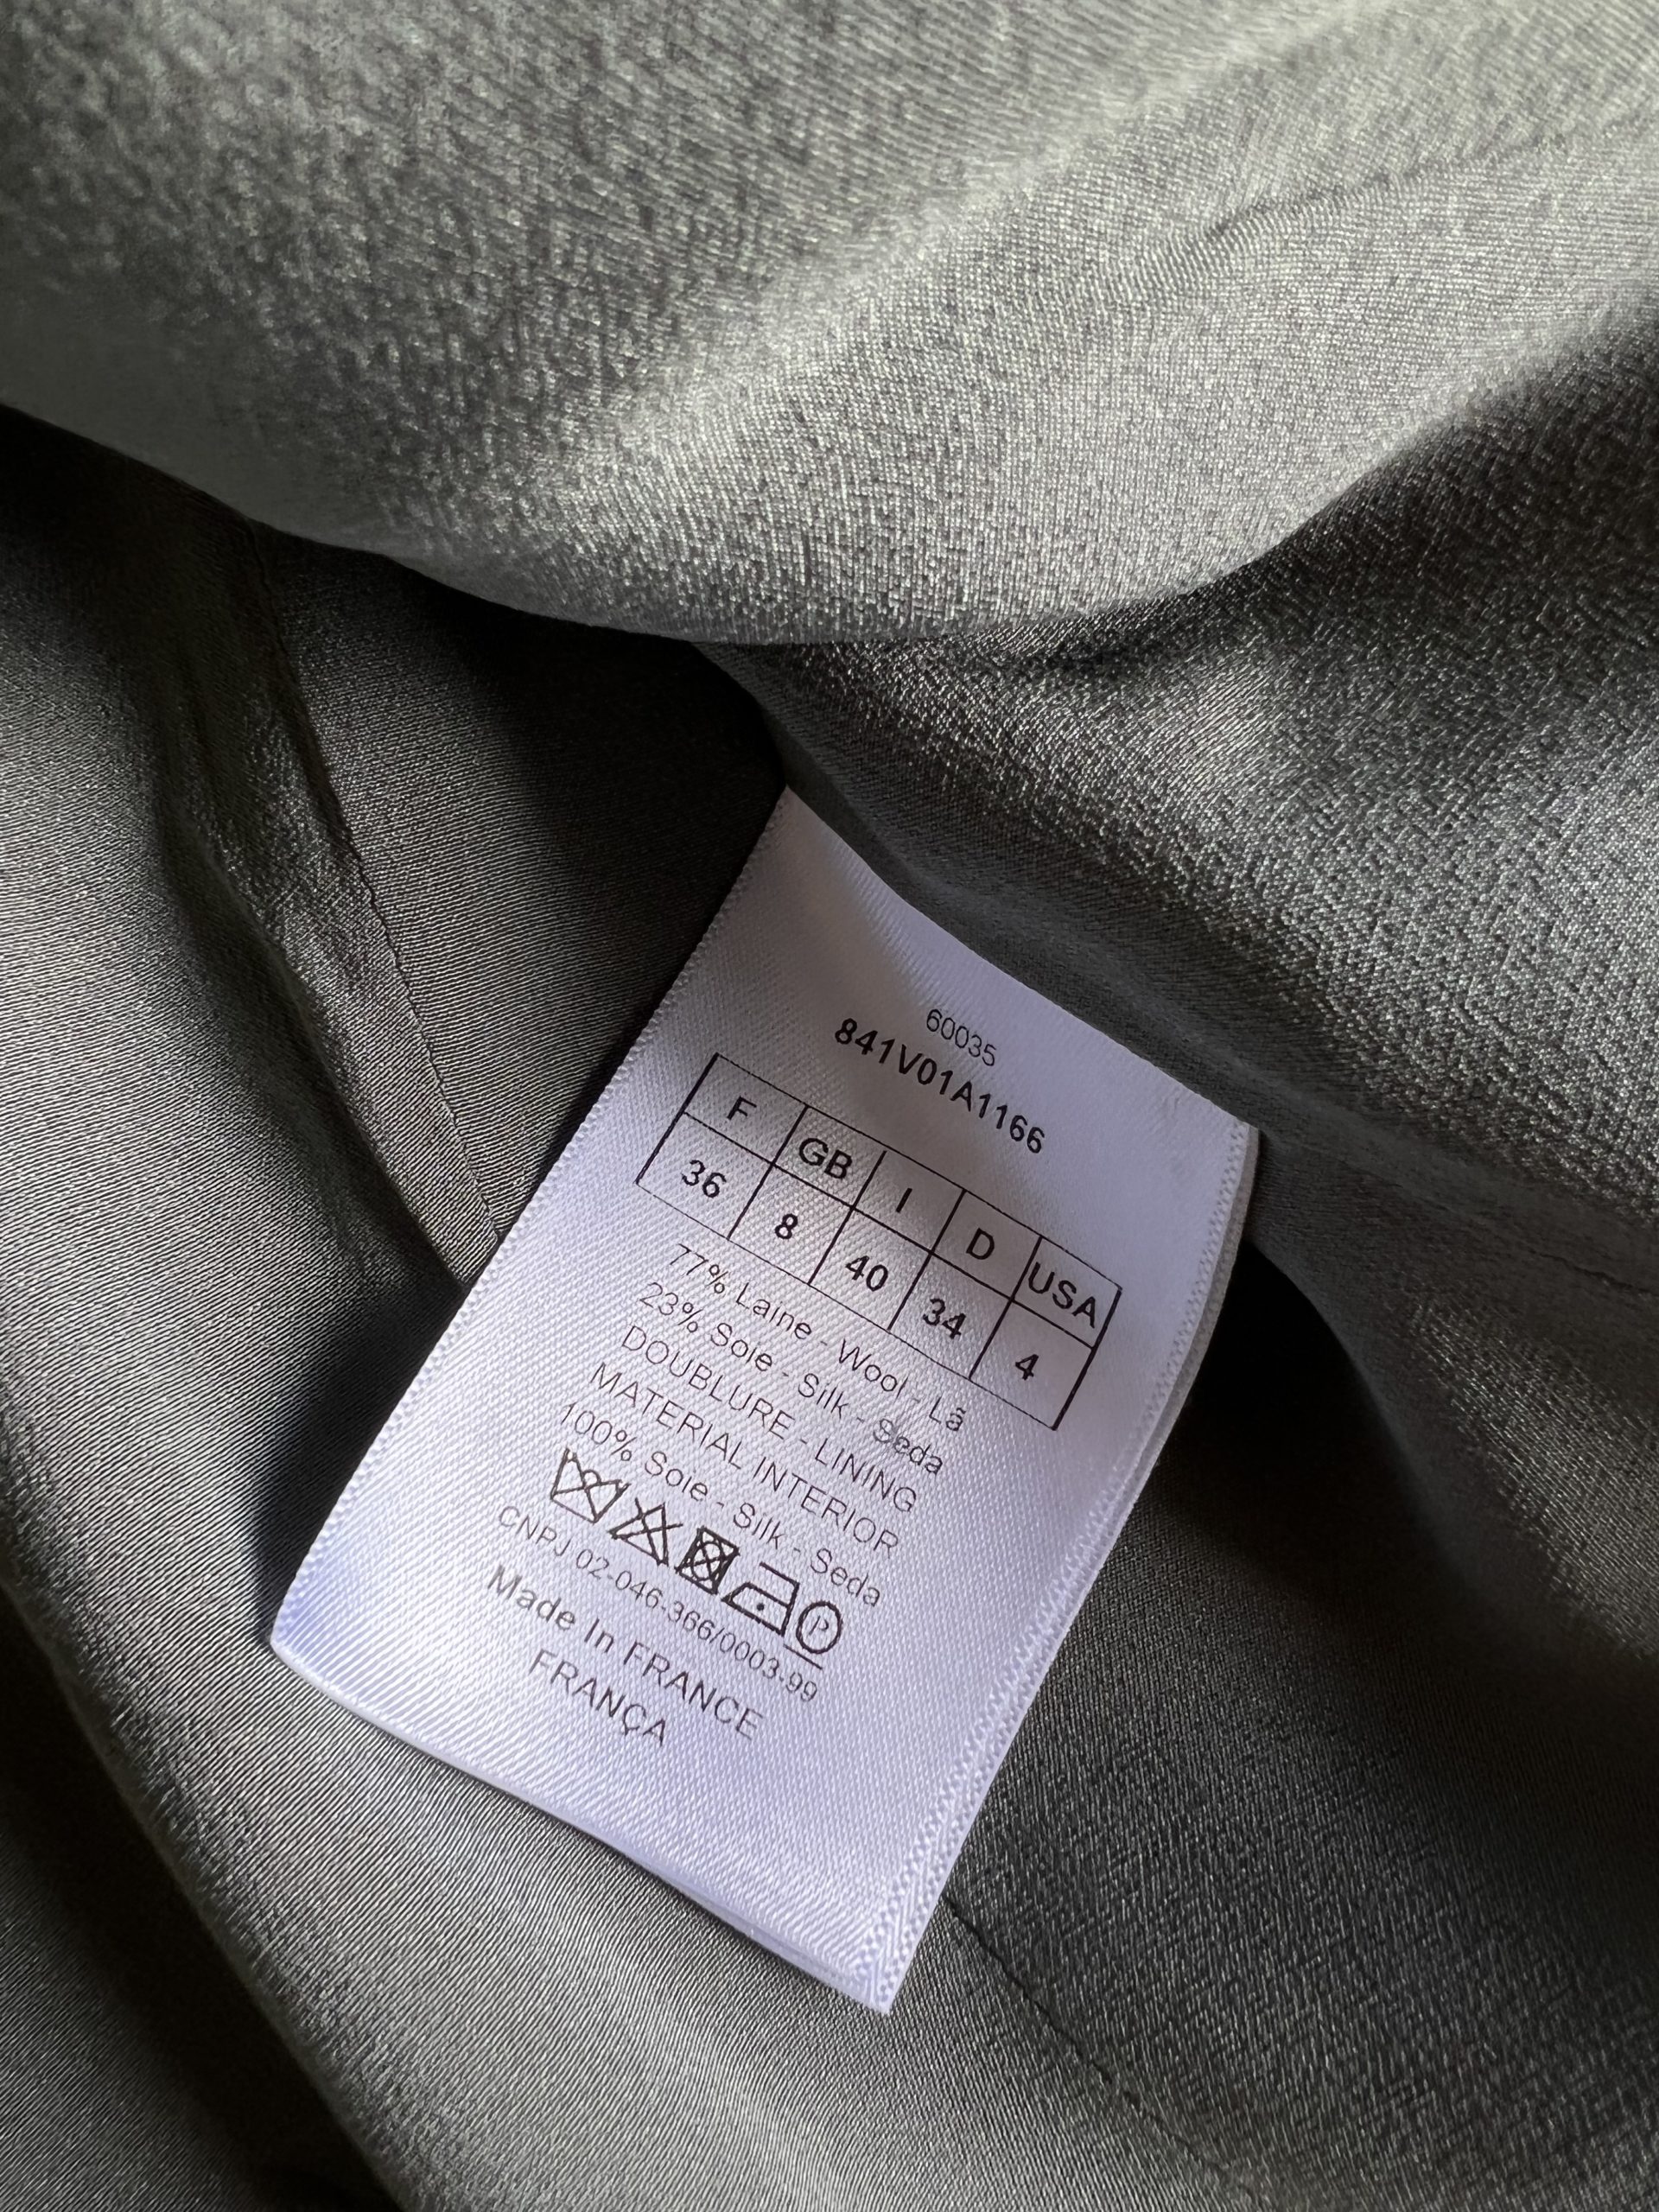 60035
841V01A1166
F GB I D USA
36 8 40 34 4
77% Laine - Wool - Lã
23% Soie - Silk - Seda
DOUBLURE - LINING
MATERIAL INTERIOR
100% Soie - Silk - Seda
P
CNPJ 02-046-366/0003-99
Made In FRANCE
FRANÇA